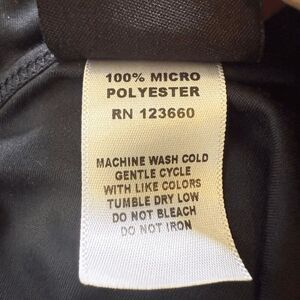 100% MICRO
POLYESTER
RN 123660
MACHINE WASH COLD
GENTLE CYCLE
WITH LIKE COLORS
TUMBLE DRY LOW
DO NOT BLEACH
DO NOT IRON